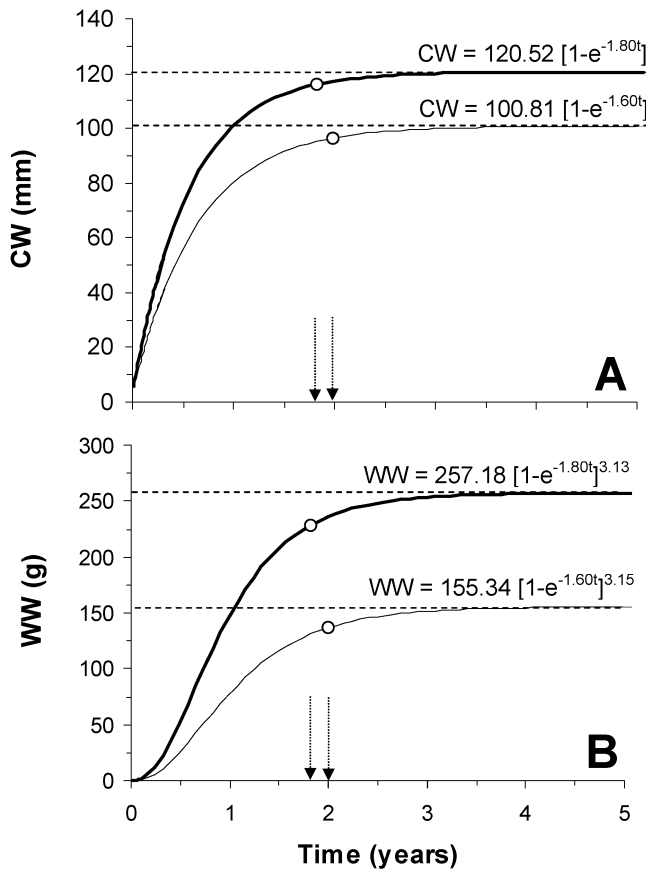 140
120
100
80
60
40
20
0
CW (mm)
CW = 120.52 [1-e-1.80t]
CW = 100.81 [1-e-1.60t]
A
300
250
200
150
100
50
0
WW (g)
WW = 257.18 [1-e-1.80t]3.13
WW = 155.34 [1-e-1.60t]3.15
B
0 1 2 3 4 5
Time (years)